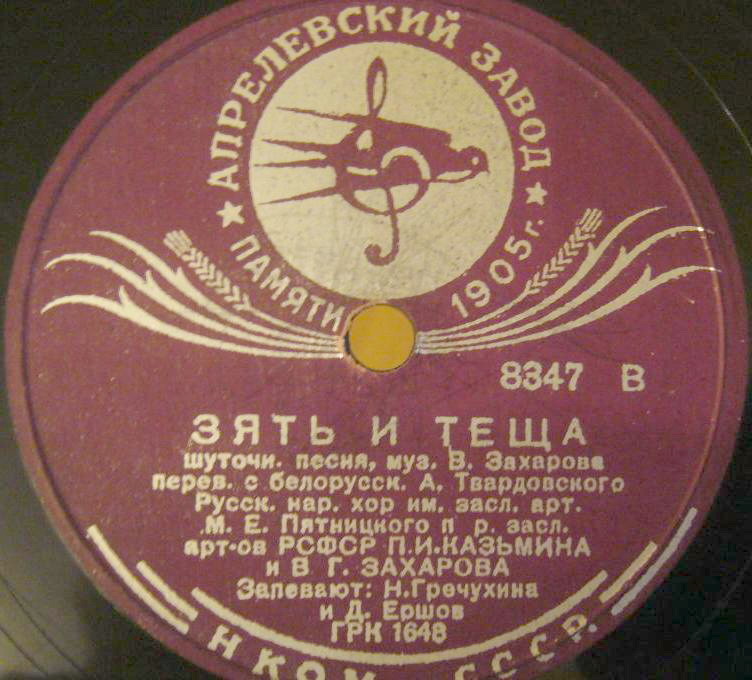 ★ АПРЕЛЕВСКИЙ ЗАВОД ★
ПАМЯТИ 1905 г.
8347 В
ЗЯТЬ И ТЕЩА
шуточн. песня, муз. В. Захарова
перев. с белорусск. А. Твардовского
Русск. нар. хор им. засл. арт.
М. Е. Пятницкого п р. засл.
арт-ов РСФСР П.И.КАЗЬМИНА
и В Г. ЗАХАРОВА
Запевают: Н.Гречухина
и Д. Ершов
ГРК 1648
СССР